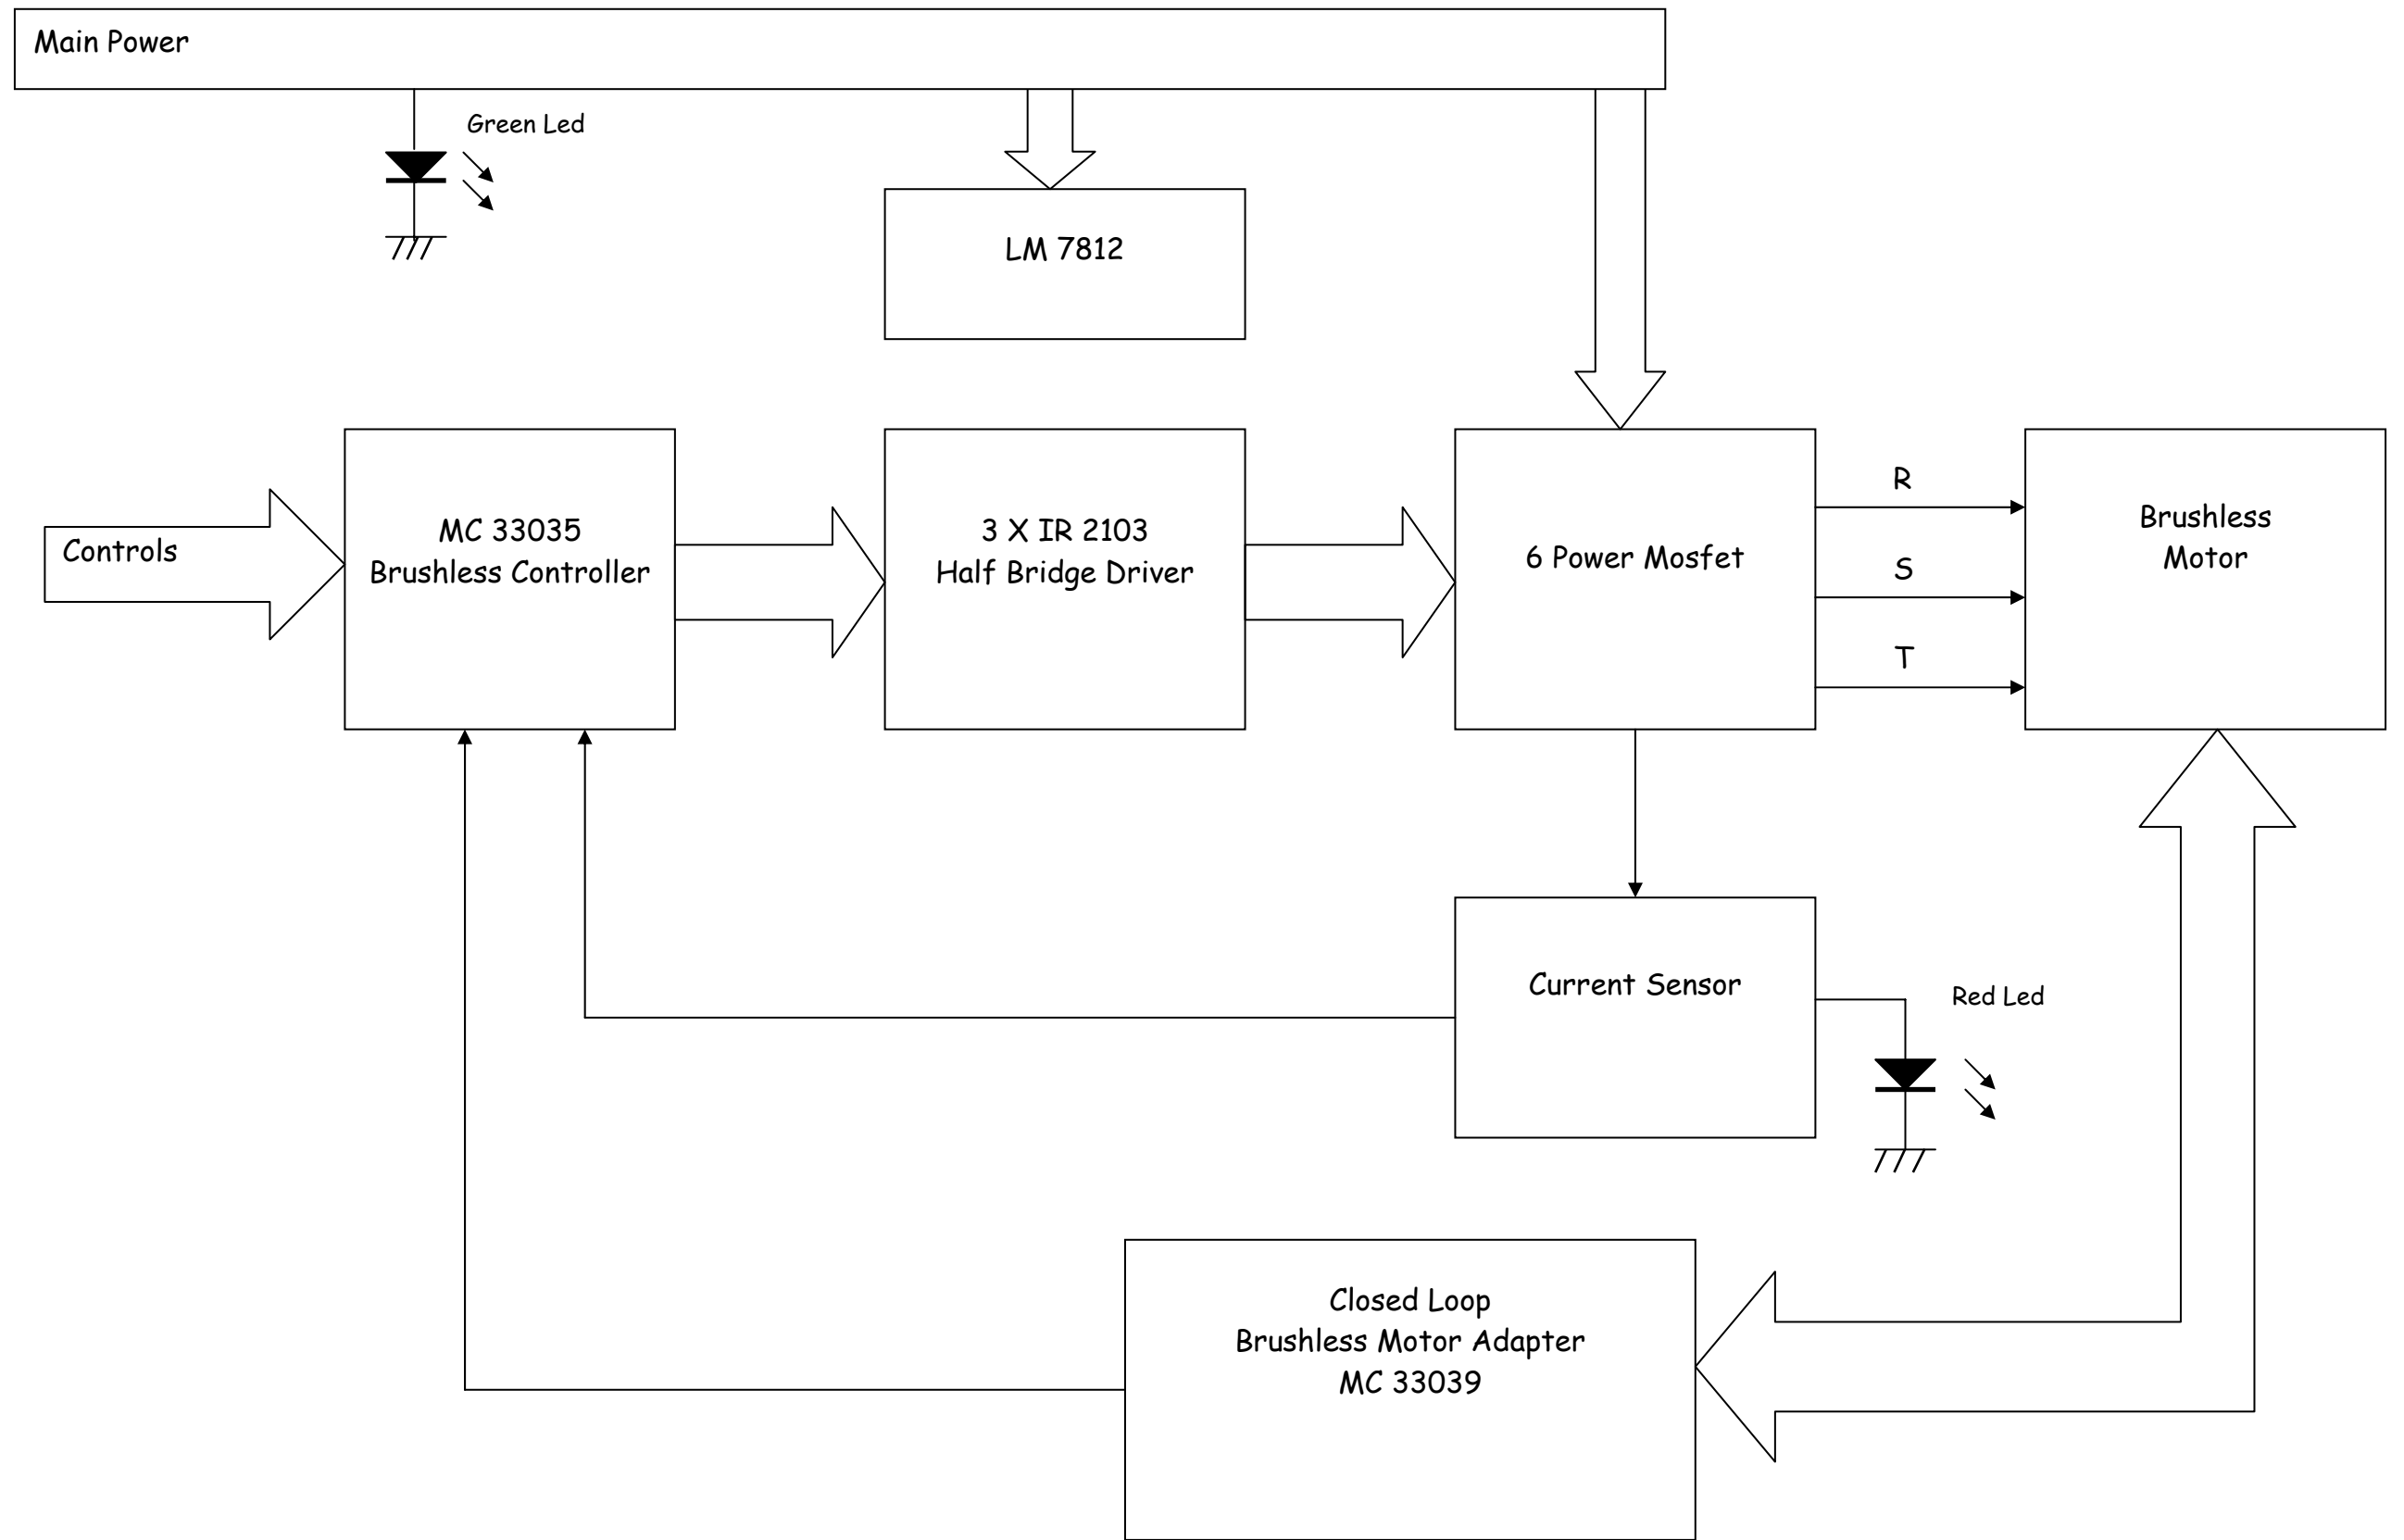 Main Power
Green Led
LM 7812
Controls
MC 33035
Brushless Controller
3 X IR 2103
Half Bridge Driver
6 Power Mosfet
R
S
T
Brushless
Motor
Current Sensor
Red Led
Closed Loop
Brushless Motor Adapter
MC 33039